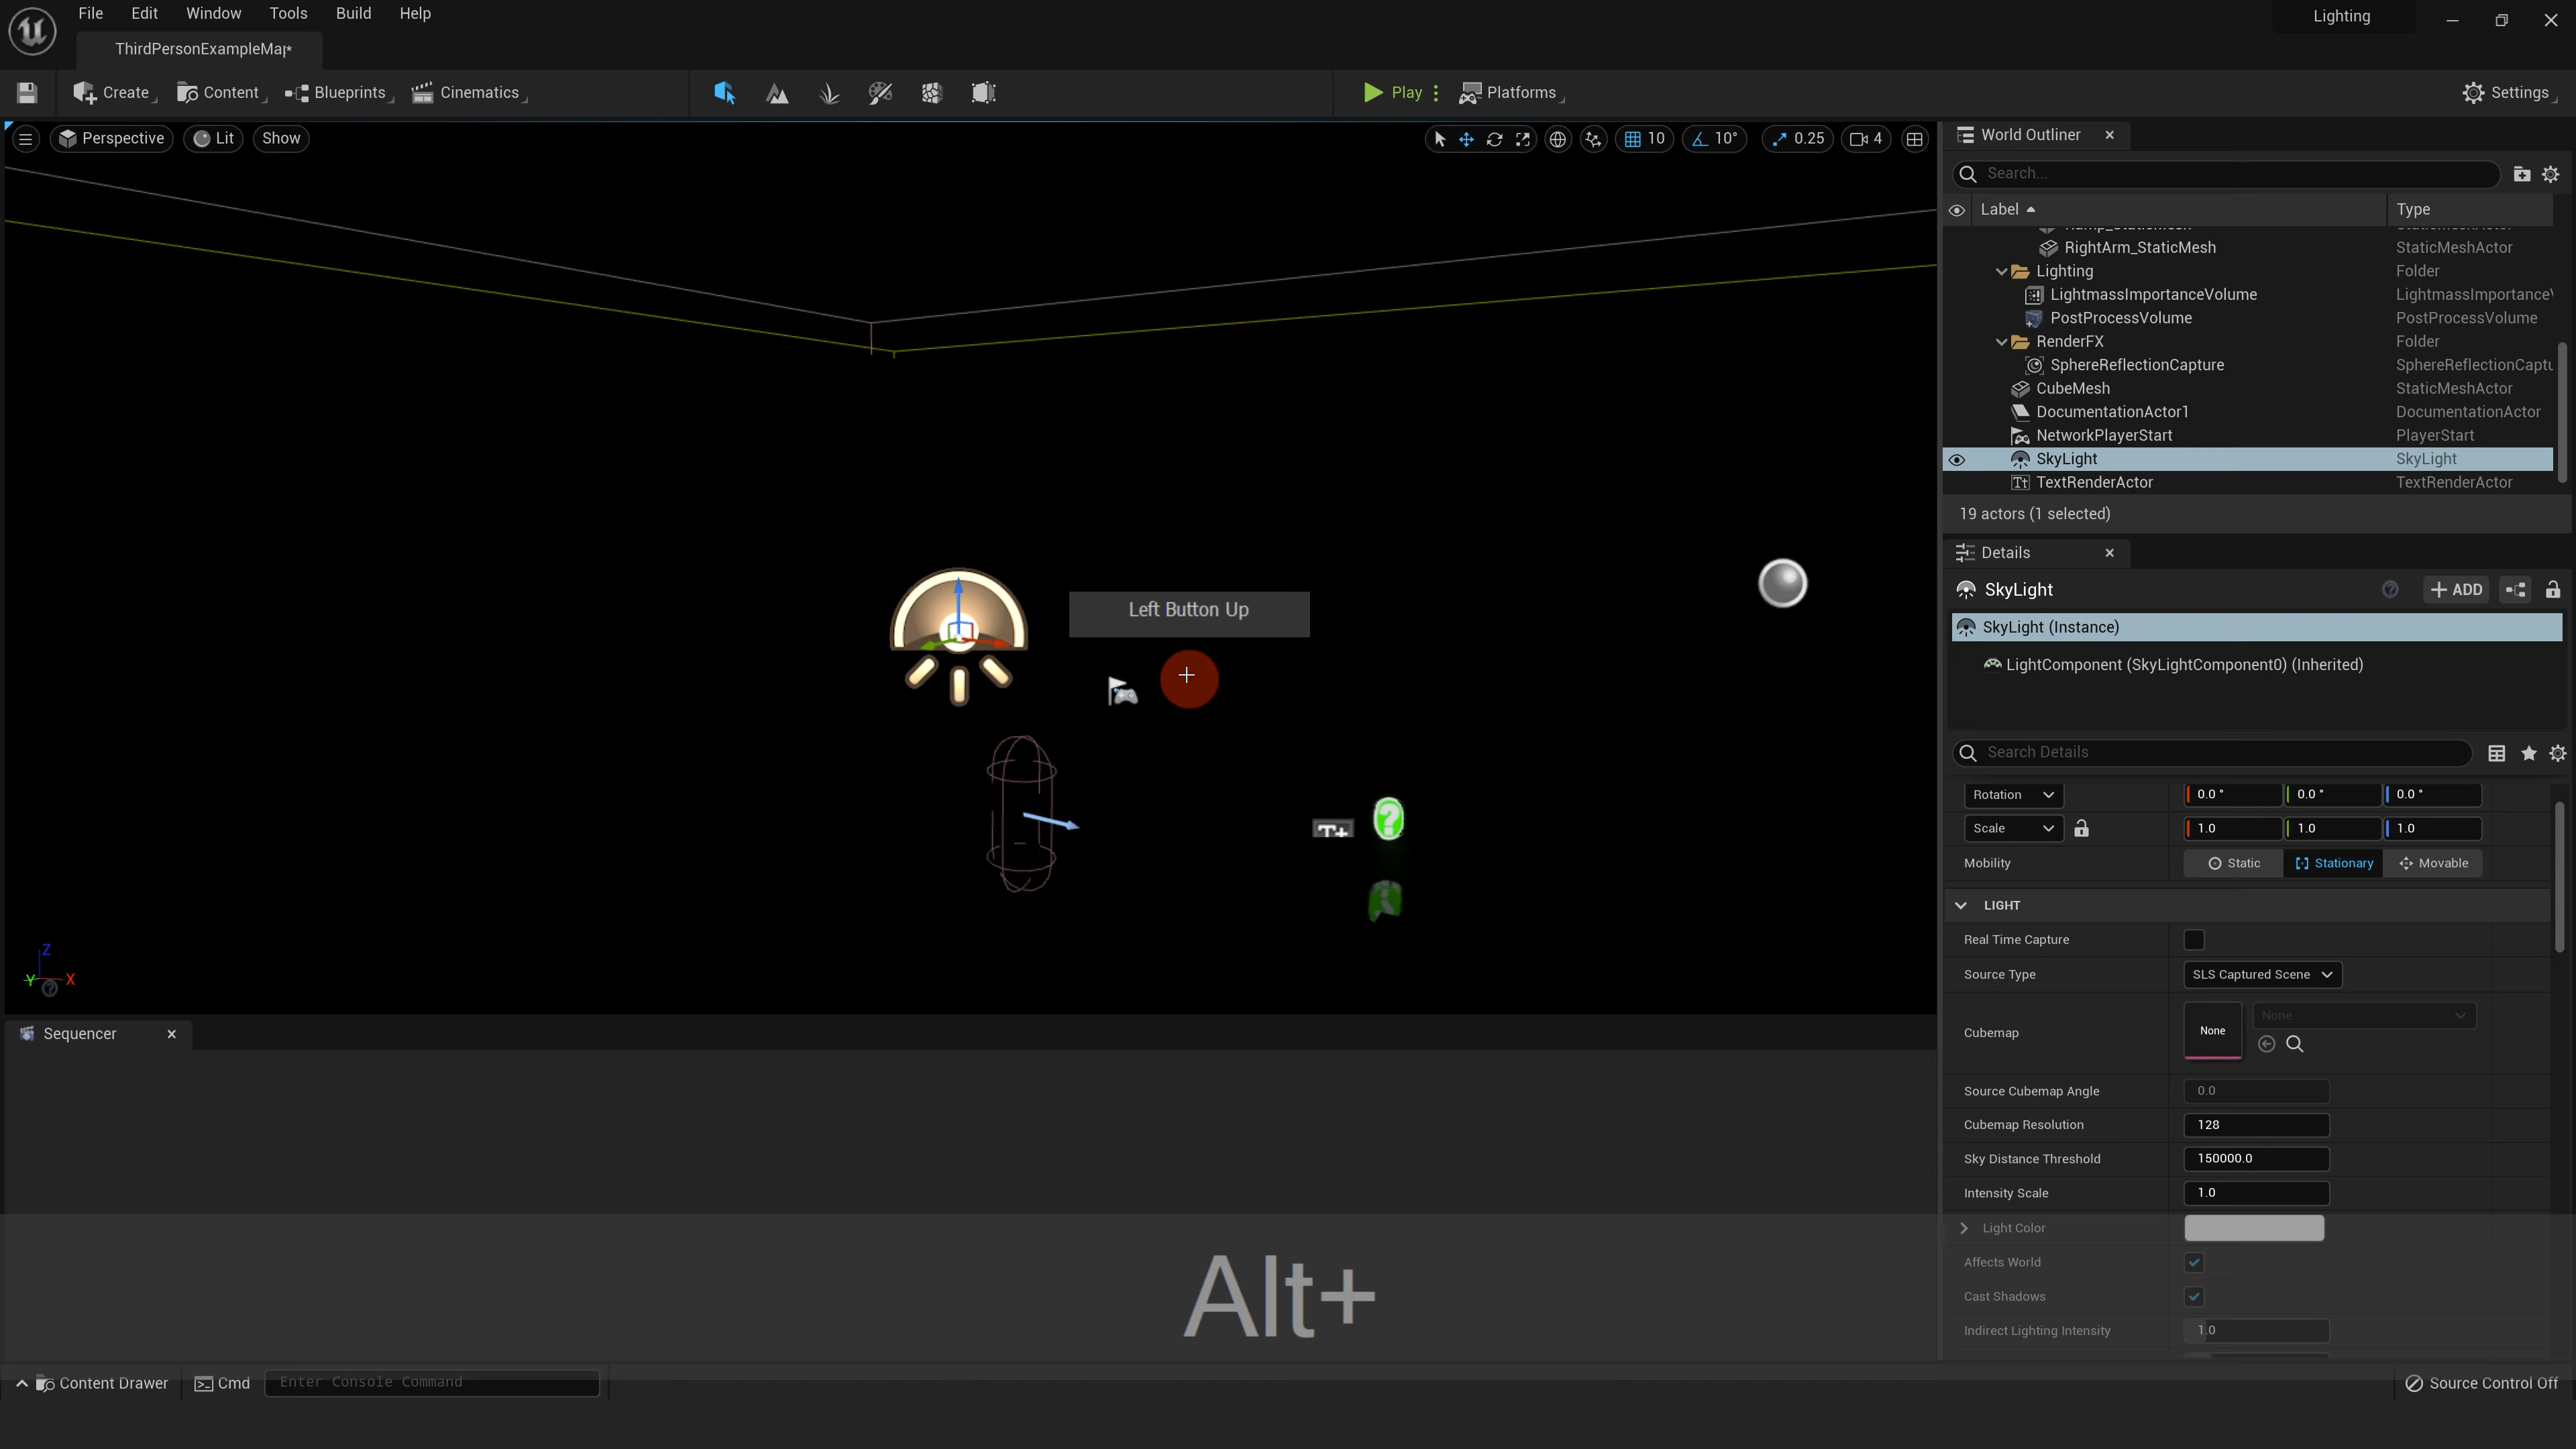 File Edit Window Tools Build Help
Lighting
ThirdPersonExampleMap*
Create Content Blueprints Cinematics Play Platforms Settings
Perspective Lit Show 10 10° 0.25 4
World Outliner
Search...
Label Type
Ramp_StaticMesh StaticMeshActor
RightArm_StaticMesh StaticMeshActor
Lighting Folder
LightmassImportanceVolume LightmassImportanceV
PostProcessVolume PostProcessVolume
RenderFX Folder
SphereReflectionCapture SphereReflectionCaptu
CubeMesh StaticMeshActor
DocumentationActor1 DocumentationActor
NetworkPlayerStart PlayerStart
SkyLight SkyLight
Tt TextRenderActor TextRenderActor
19 actors (1 selected)
Details
SkyLight ADD
SkyLight (Instance)
LightComponent (SkyLightComponent0) (Inherited)
Search Details
Rotation 0.0 ° 0.0 ° 0.0 °
Scale 1.0 1.0 1.0
Mobility Static Stationary Movable
LIGHT
Real Time Capture
Source Type SLS Captured Scene
Cubemap None None
Source Cubemap Angle 0.0
Cubemap Resolution 128
Sky Distance Threshold 150000.0
Intensity Scale 1.0
Light Color
Affects World
Cast Shadows
Indirect Lighting Intensity 1.0
Left Button Up
T+ ?
Z
Y X
Sequencer
Alt+
Content Drawer Cmd Enter Console Command Source Control Off